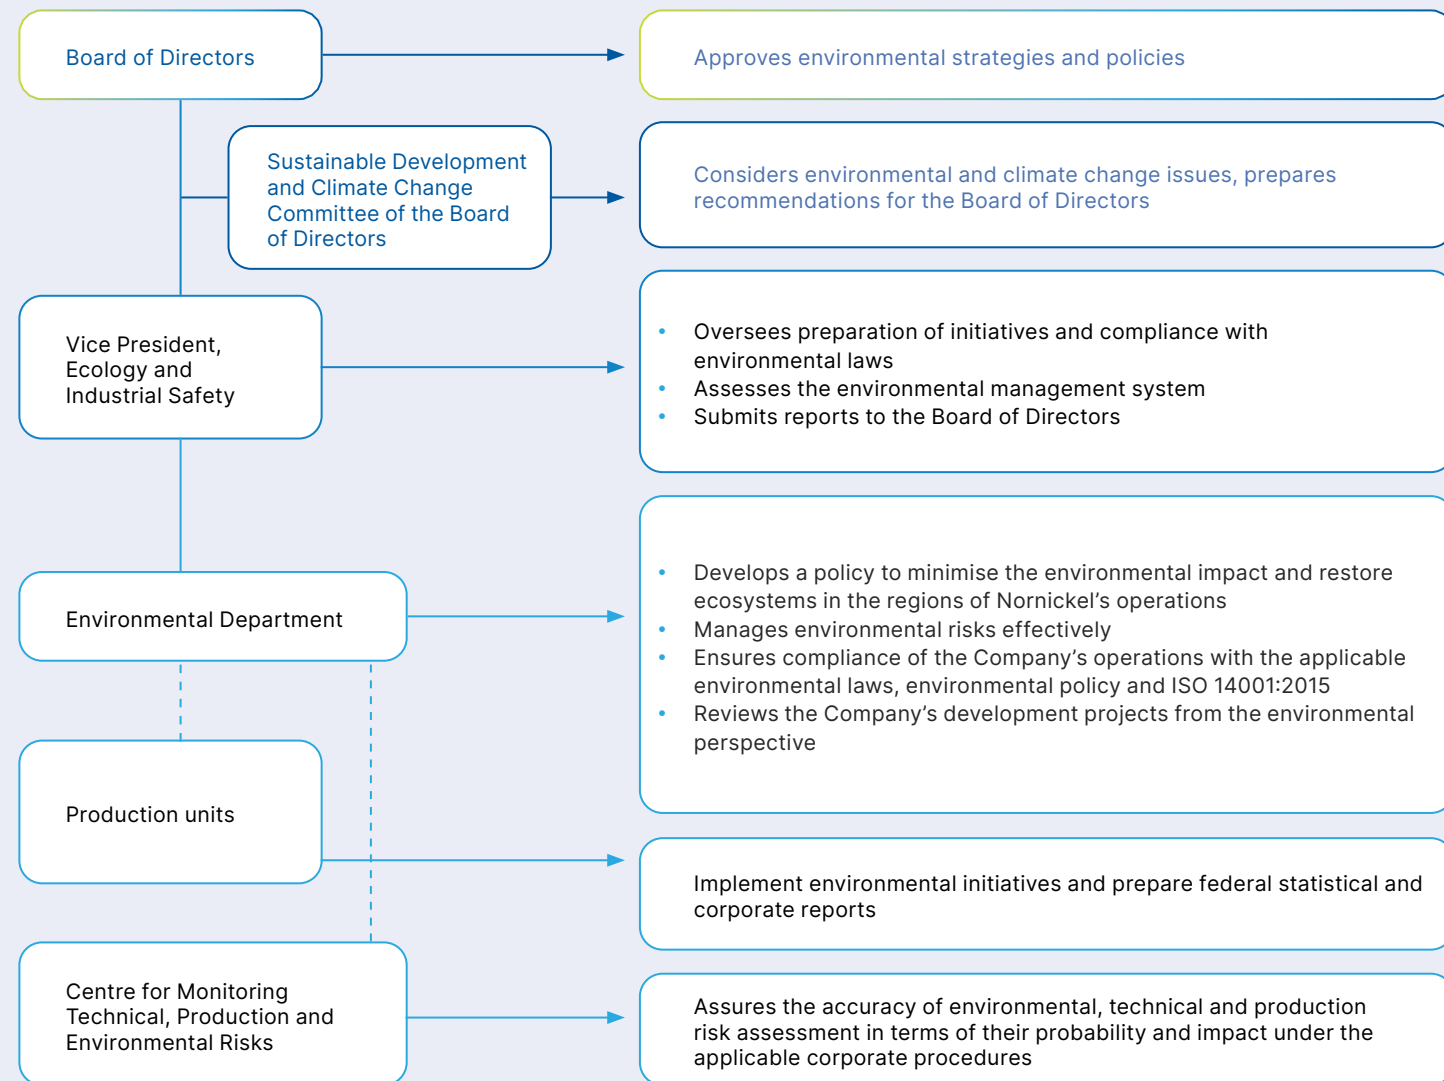 Board of Directors
Approves environmental strategies and policies
Sustainable Development
and Climate Change
Committee of the Board
of Directors
Considers environmental and climate change issues, prepares
recommendations for the Board of Directors
Vice President,
Ecology and
Industrial Safety
• Oversees preparation of initiatives and compliance with
environmental laws
• Assesses the environmental management system
• Submits reports to the Board of Directors
Environmental Department
• Develops a policy to minimise the environmental impact and restore
ecosystems in the regions of Nornickel’s operations
• Manages environmental risks effectively
• Ensures compliance of the Company’s operations with the applicable
environmental laws, environmental policy and ISO 14001:2015
• Reviews the Company’s development projects from the environmental
perspective
Production units
Implement environmental initiatives and prepare federal statistical and
corporate reports
Centre for Monitoring
Technical, Production and
Environmental Risks
Assures the accuracy of environmental, technical and production
risk assessment in terms of their probability and impact under the
applicable corporate procedures